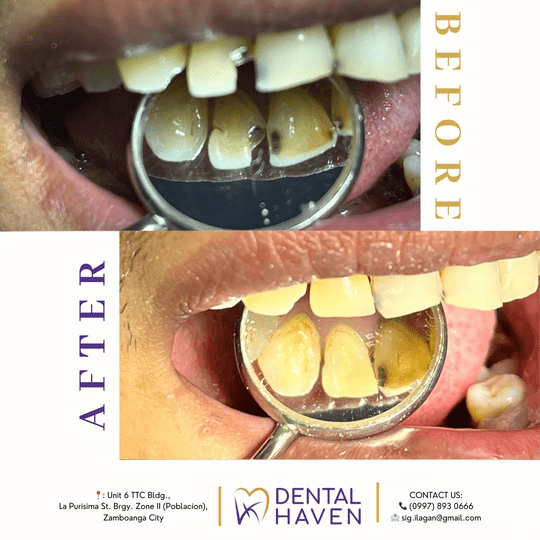 BEFORE
AFTER
📍: Unit 6 TTC Bldg.,
La Purisima St. Brgy. Zone II (Poblacion),
Zamboanga City
DENTAL
HAVEN
CONTACT US:
📞 (0997) 893 0666
📩 sig.ilagan@gmail.com